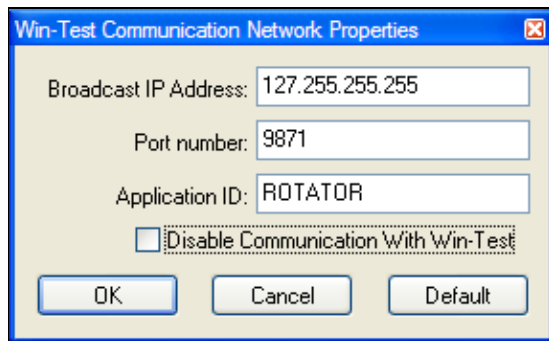 Win-Test Communication Network Properties
Broadcast IP Address: 127.255.255.255
Port number: 9871
Application ID: ROTATOR
Disable Communication With Win-Test
OK Cancel Default